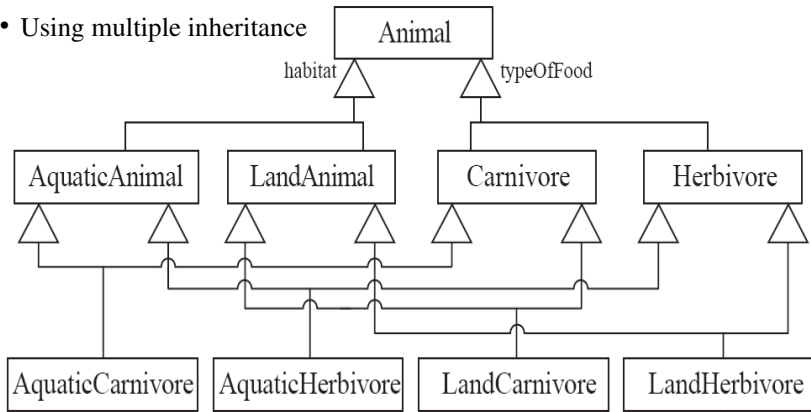 • Using multiple inheritance
Animal
habitat
typeOfFood
AquaticAnimal
LandAnimal
Carnivore
Herbivore
AquaticCarnivore
AquaticHerbivore
LandCarnivore
LandHerbivore